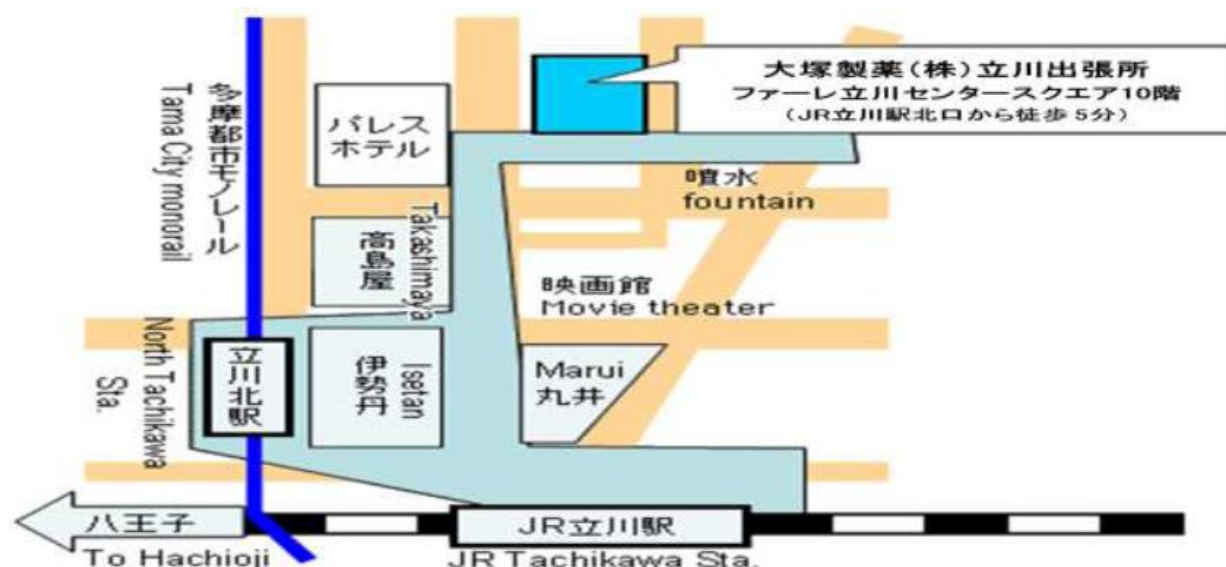 大塚製薬(株)立川出張所
ファーレ立川センタースクエア10階
(JR立川駅北口から徒歩5分)
多摩都市モノレール
Tama City monorail
パレス
ホテル
噴水
fountain
Takashimaya
高島屋
映画館
Movie theater
North Tachikawa
Sta.
立川北駅
Isetan
伊勢丹
Marui
丸井
八王子
To Hachioji
JR立川駅
JR Tachikawa Sta.